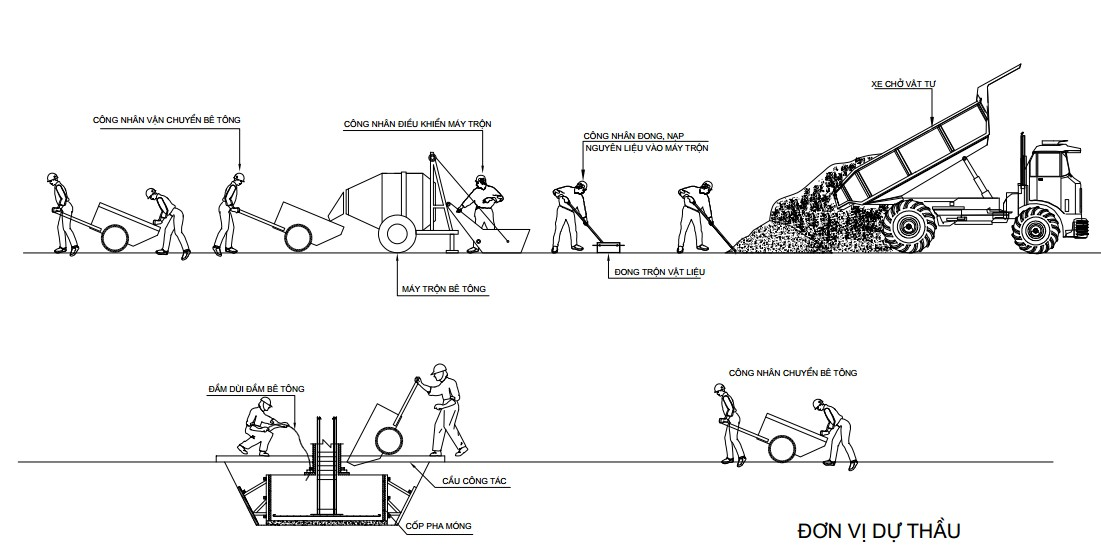 XE CHỞ VẬT TƯ
CÔNG NHÂN VẬN CHUYỂN BÊ TÔNG
CÔNG NHÂN ĐIỀU KHIỂN MÁY TRỘN
CÔNG NHÂN ĐONG, NẠP
NGUYÊN LIỆU VÀO MÁY TRỘN
ĐONG TRỘN VẬT LIỆU
MÁY TRỘN BÊ TÔNG
CÔNG NHÂN CHUYỂN BÊ TÔNG
ĐẦM DÙI ĐẦM BÊ TÔNG
CẦU CÔNG TÁC
CỐP PHA MÓNG
ĐƠN VỊ DỰ THẦU